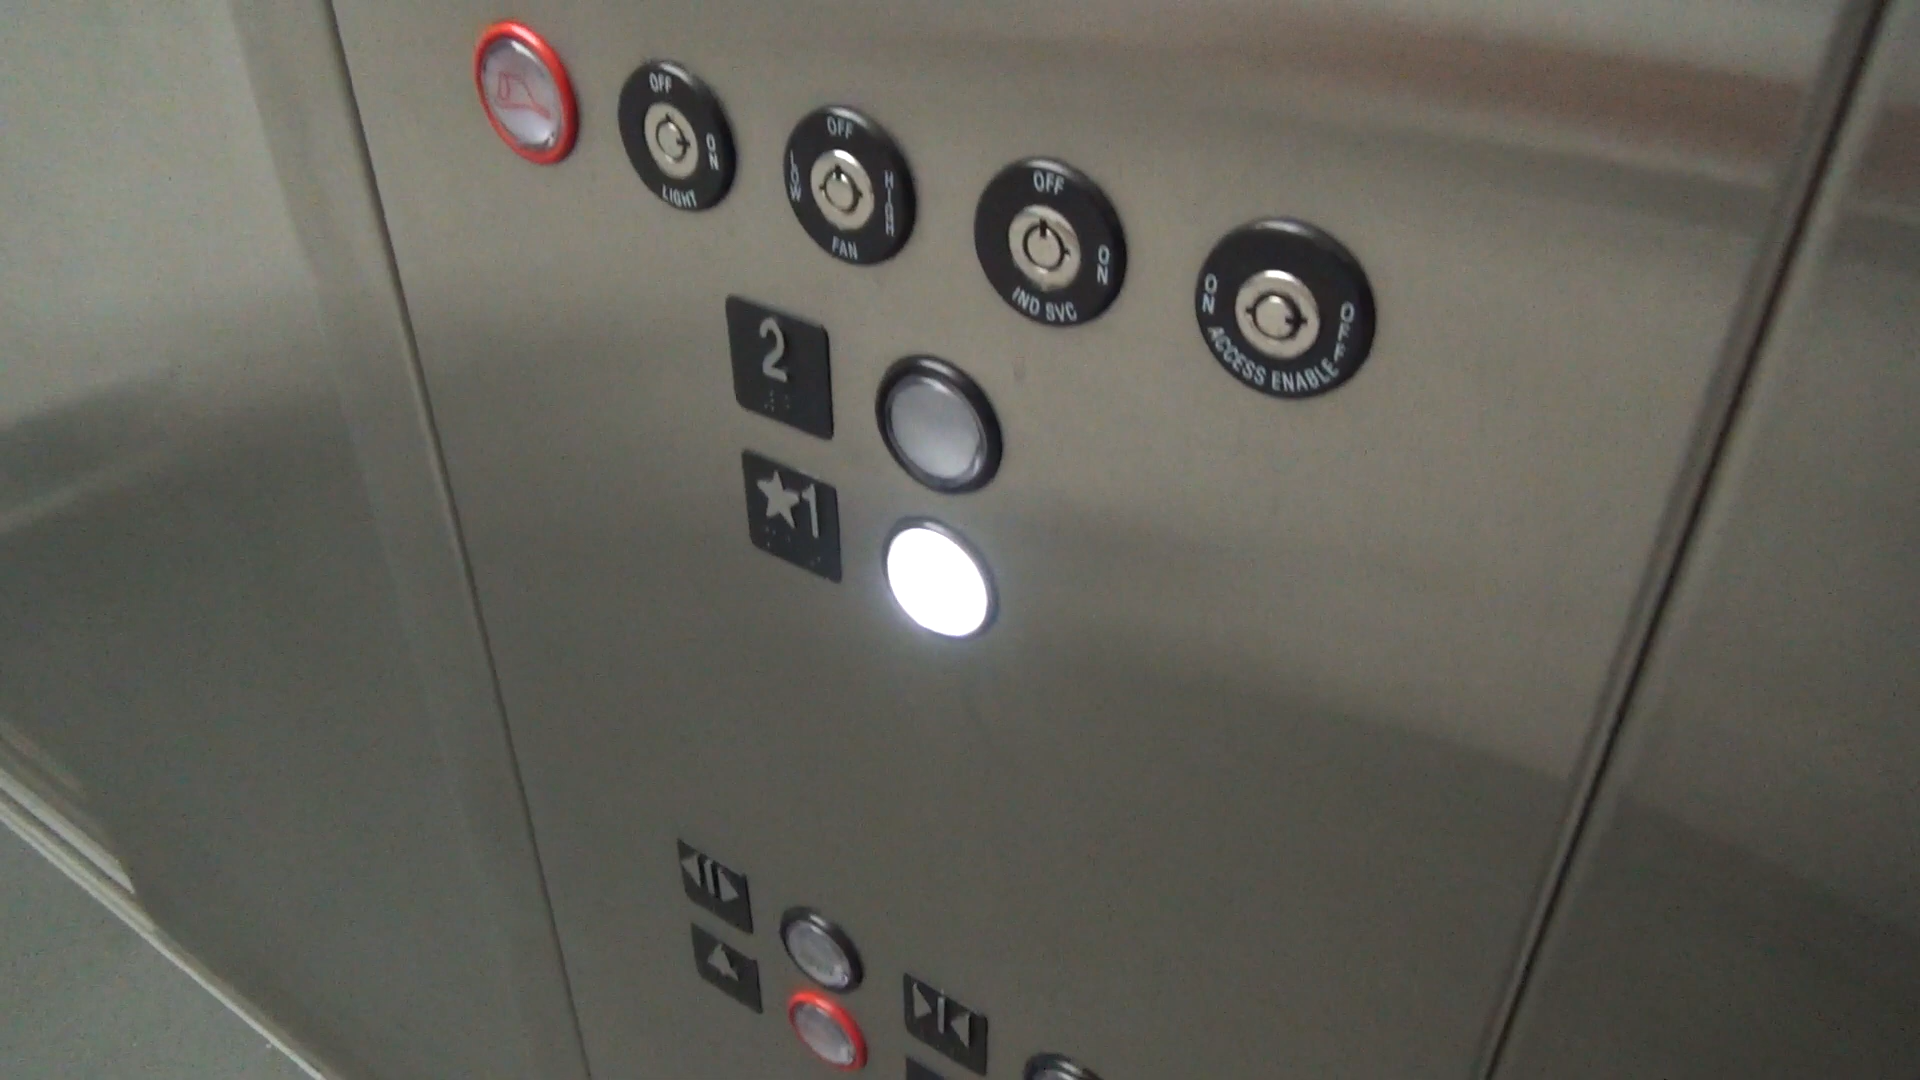 OFF
ON
LIGHT
OFF
LOW
HIGH
FAN
OFF
ON
IND SVC
ON
OFF
ACCESS ENABLE
2
★1